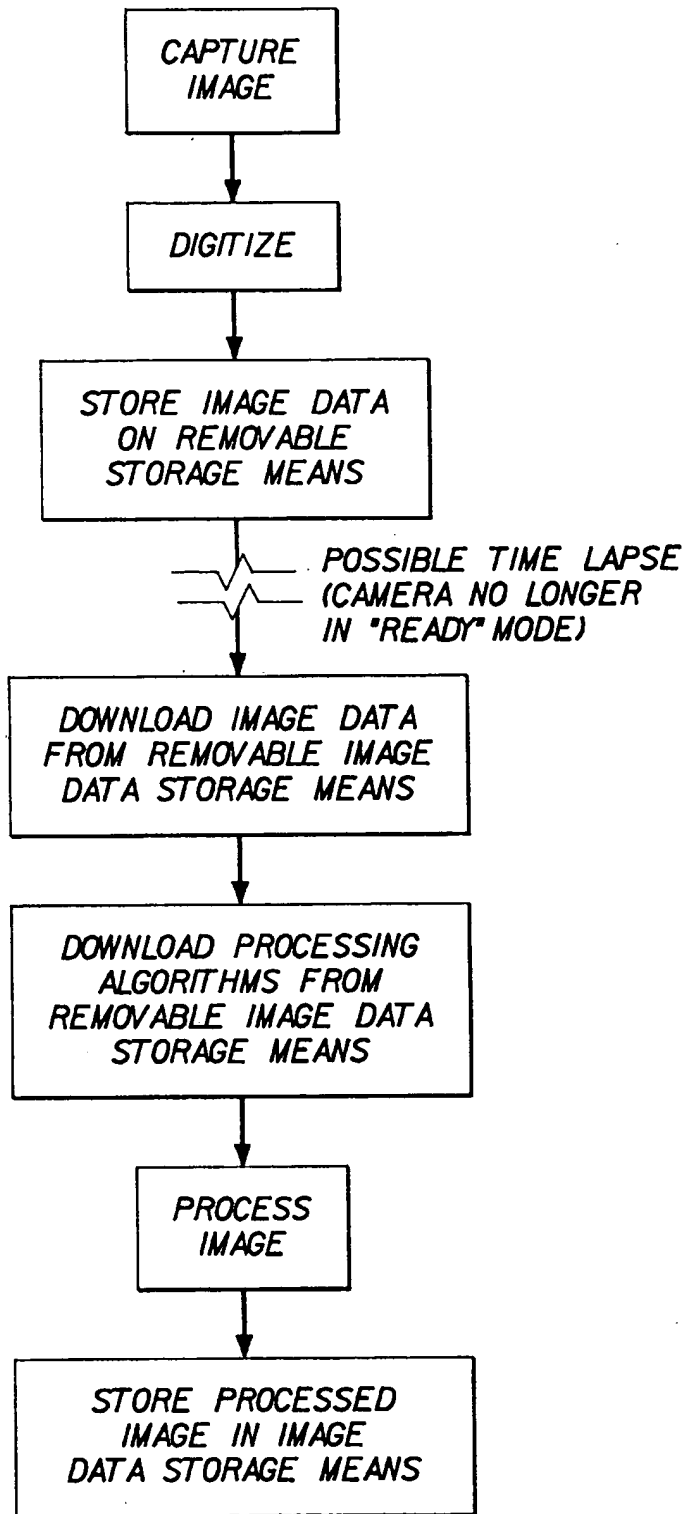 CAPTURE
IMAGE
DIGITIZE
STORE IMAGE DATA
ON REMOVABLE
STORAGE MEANS
POSSIBLE TIME LAPSE
(CAMERA NO LONGER
IN "READY" MODE)
DOWNLOAD IMAGE DATA
FROM REMOVABLE IMAGE
DATA STORAGE MEANS
DOWNLOAD PROCESSING
ALGORITHMS FROM
REMOVABLE IMAGE DATA
STORAGE MEANS
PROCESS
IMAGE
STORE PROCESSED
IMAGE IN IMAGE
DATA STORAGE MEANS